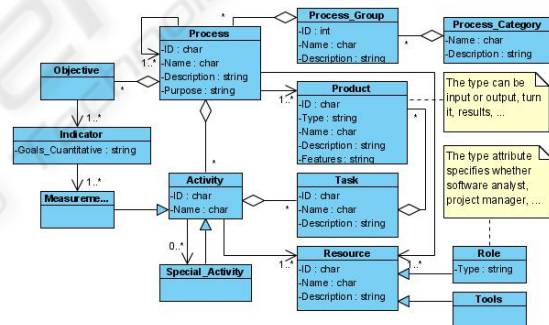 Process
-ID : char
-Name : char
-Description : string
-Purpose : string
*
1..*
Process_Group
-ID : int
-Name : char
-Description : string
*
Process_Category
-Name : char
-Description : string
Objective
*
1..*
Indicator
-Goals_Cuantitative : string
1..*
Measureme...
1..*
Product
-ID : char
-Type : string
-Name : char
-Description : string
-Features : string
*
The type can be
input or output, turn
it, results, ...
The type attribute
specifies whether
software analyst,
project manager, ...
*
Activity
-ID : char
-Name : char
*
Task
-ID : char
-Name : char
-Description : string
0..*
Special_Activity
1..*
Resource
-ID : char
-Name : char
-Description : string
1..*
Role
-Type : string
Tools